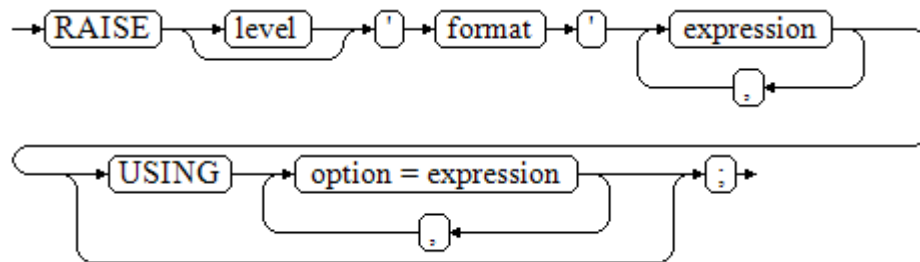 RAISE level ' format ' expression
,
USING option = expression ;
,